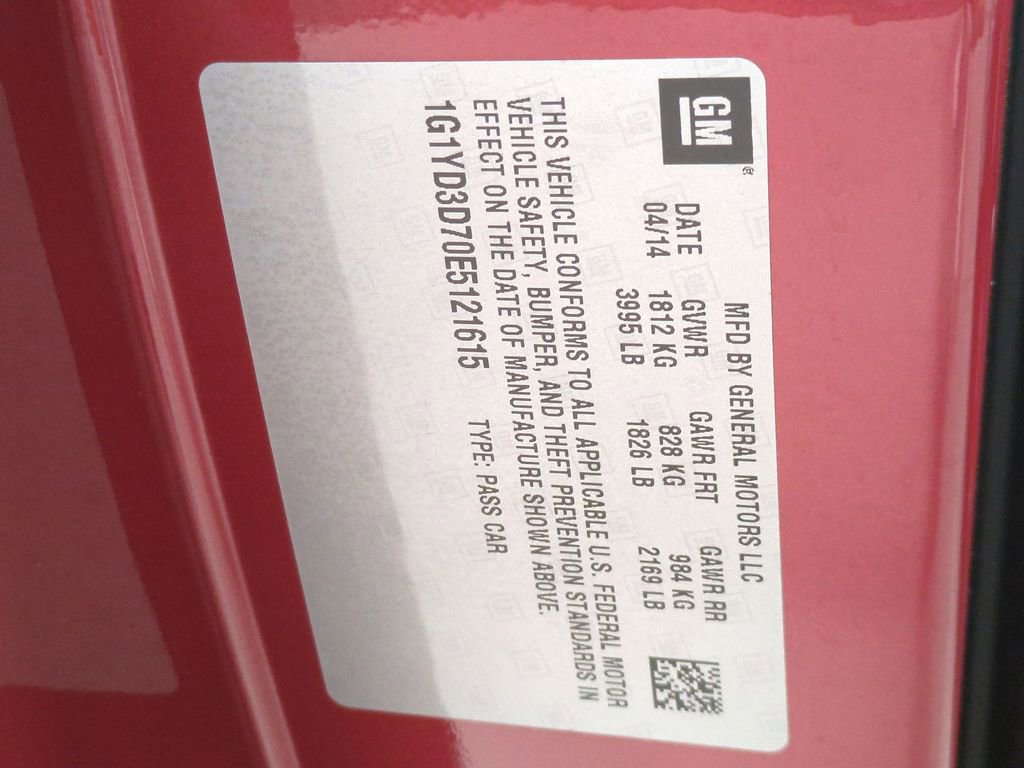 GM®
MFD BY GENERAL MOTORS LLC
DATE GVWR GAWR FRT GAWR RR
04/14 1812 KG 828 KG 984 KG
3995 LB 1826 LB 2169 LB
THIS VEHICLE CONFORMS TO ALL APPLICABLE U.S. FEDERAL MOTOR
VEHICLE SAFETY, BUMPER, AND THEFT PREVENTION STANDARDS IN
EFFECT ON THE DATE OF MANUFACTURE SHOWN ABOVE.
1G1YD3D70E5121615 TYPE: PASS CAR